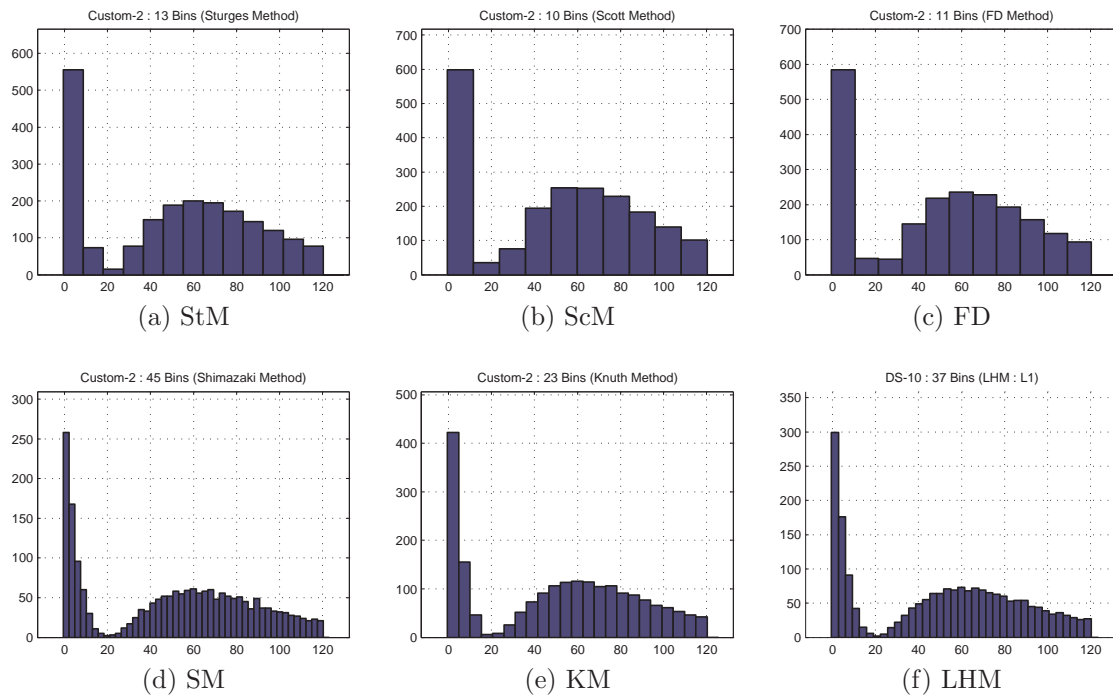 Custom-2 : 13 Bins (Sturges Method)
600
500
400
300
200
100
0
0 20 40 60 80 100 120
(a) StM
Custom-2 : 10 Bins (Scott Method)
700
600
500
400
300
200
100
0
0 20 40 60 80 100 120
(b) ScM
Custom-2 : 11 Bins (FD Method)
700
600
500
400
300
200
100
0
0 20 40 60 80 100 120
(c) FD
Custom-2 : 45 Bins (Shimazaki Method)
300
250
200
150
100
50
0
0 20 40 60 80 100 120
(d) SM
Custom-2 : 23 Bins (Knuth Method)
500
400
300
200
100
0
0 20 40 60 80 100 120
(e) KM
DS-10 : 37 Bins (LHM : L1)
350
300
250
200
150
100
50
0
0 20 40 60 80 100 120
(f) LHM